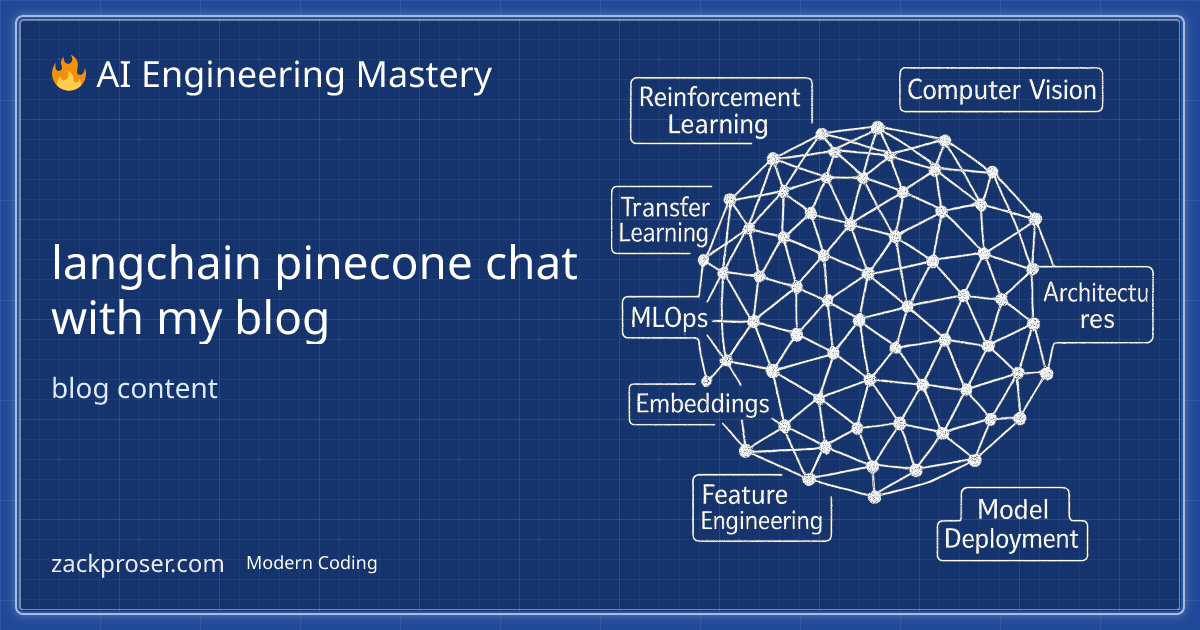 🔥 AI Engineering Mastery
langchain pinecone chat
with my blog
blog content
zackproser.com
Modern Coding
Reinforcement
Learning
Computer Vision
Transfer
Learning
MLOps
Architectu
res
Embeddings
Feature
Engineering
Model
Deployment